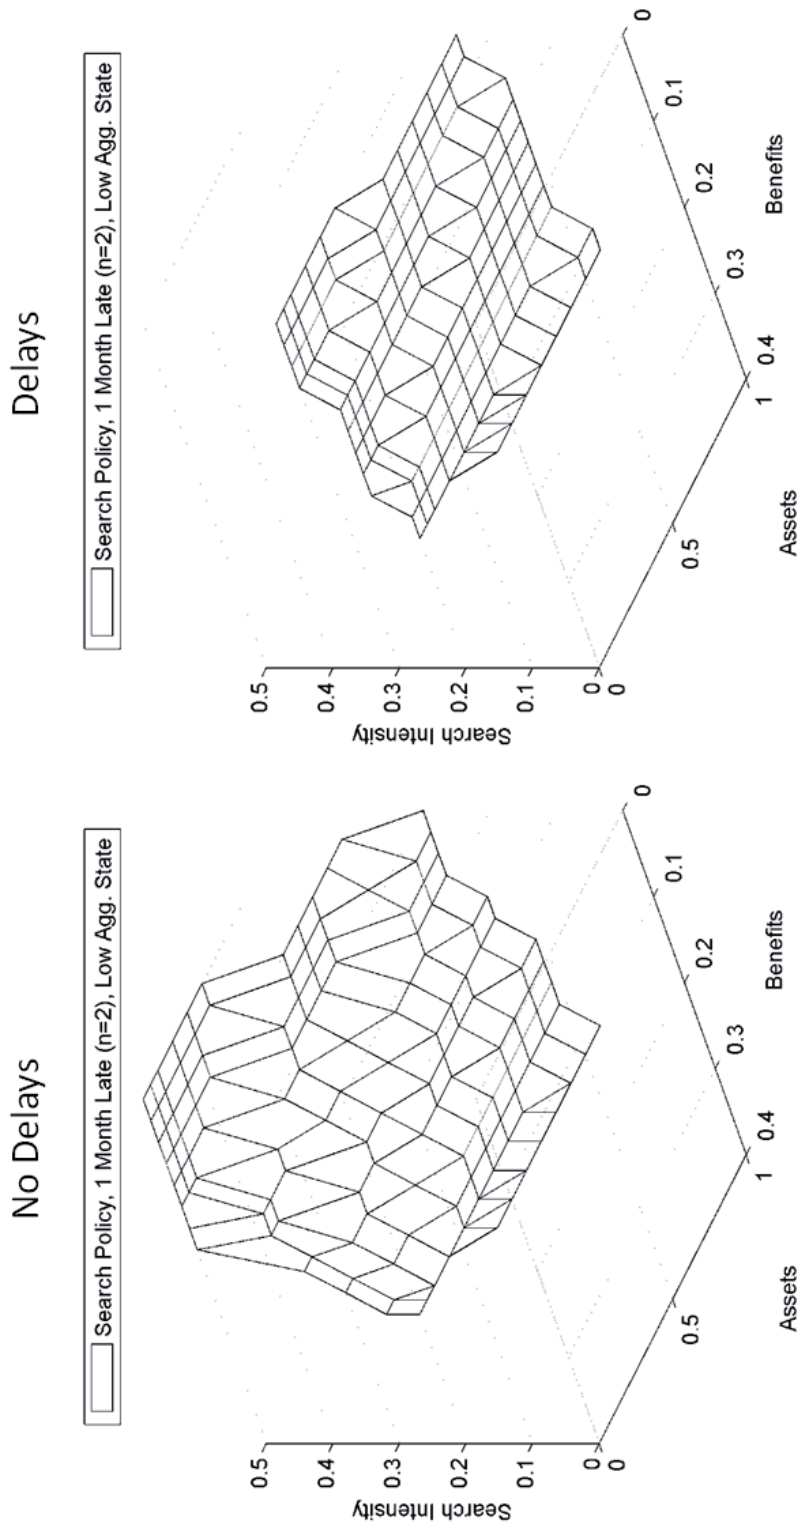 No Delays
Search Policy, 1 Month Late (n=2), Low Agg. State
0.5
0.4
0.3
0.2
0.1
0
Search Intensity
0
0.5
1
Assets
0.4
0.3
0.2
0.1
0
Benefits
Delays
Search Policy, 1 Month Late (n=2), Low Agg. State
0.5
0.4
0.3
0.2
0.1
0
Search Intensity
0
0.5
1
Assets
0.4
0.3
0.2
0.1
0
Benefits